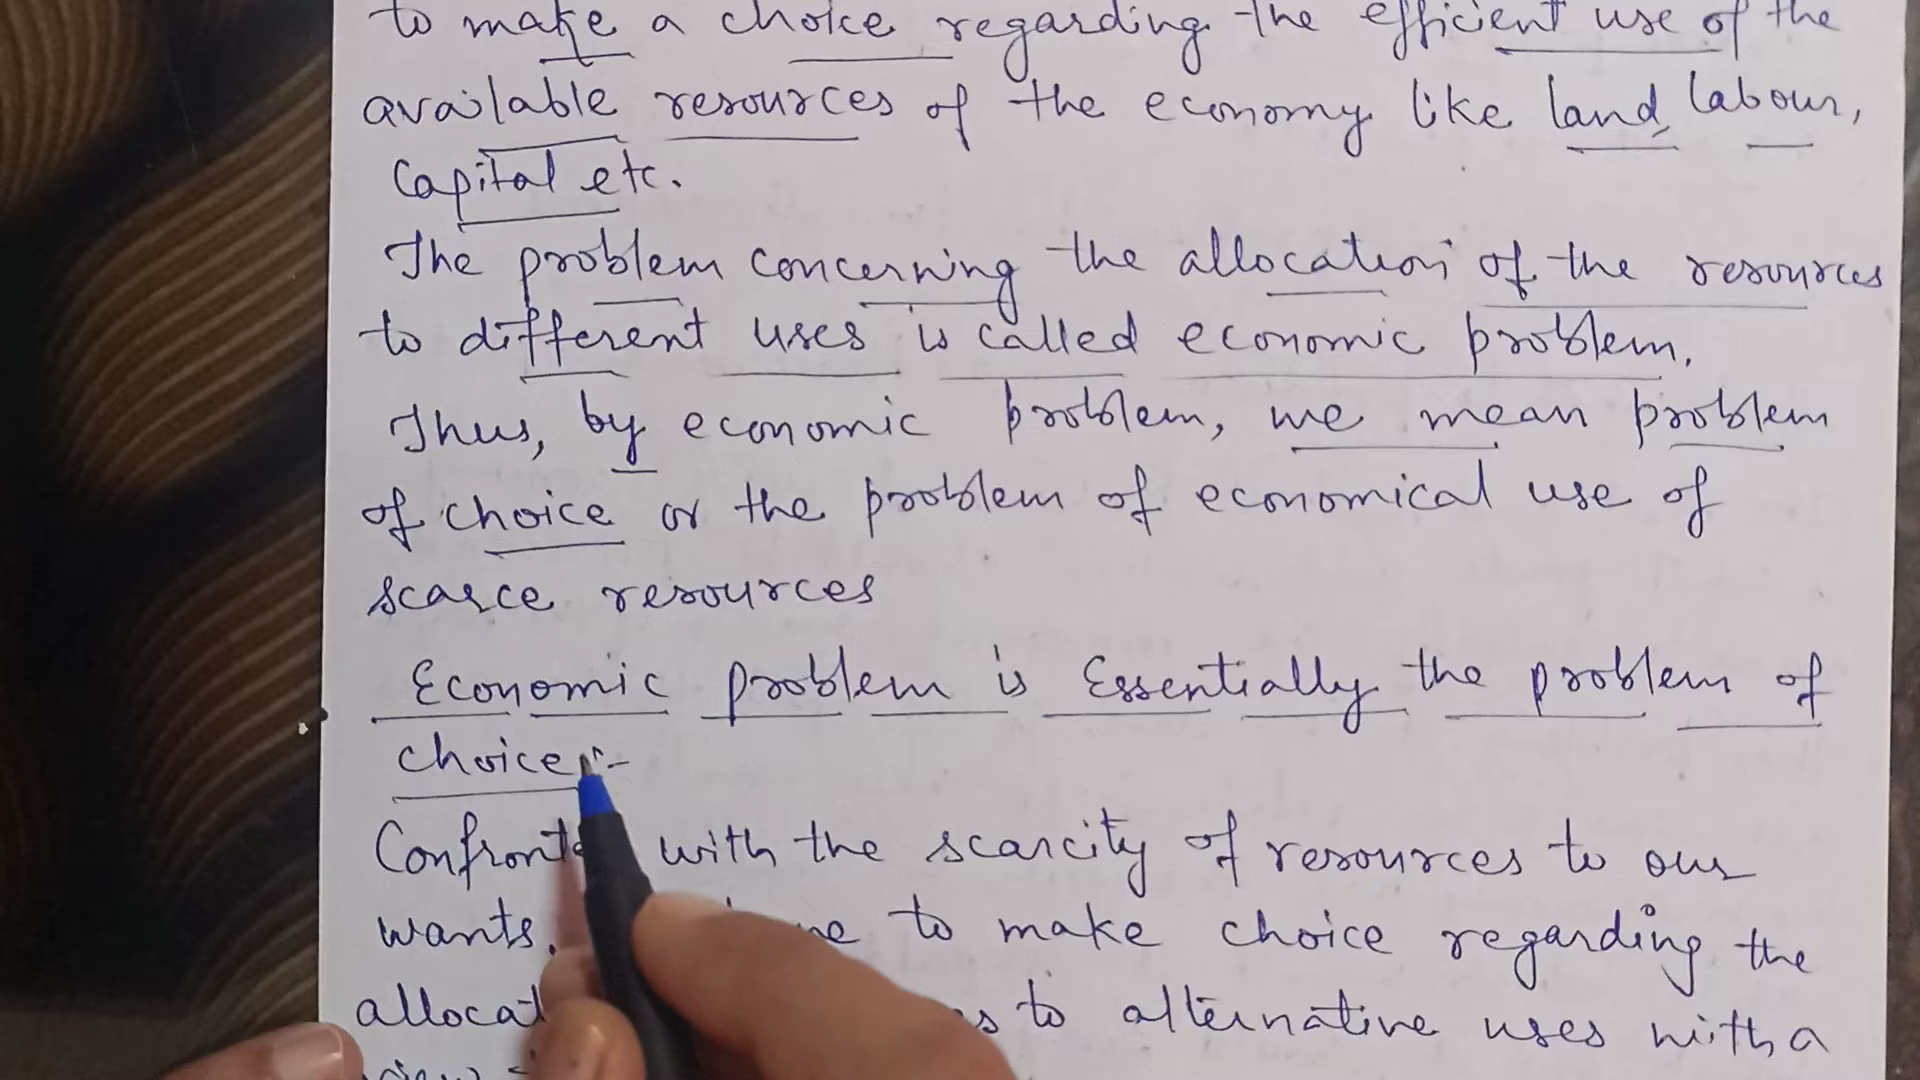 to make a choice regarding the efficient use of the
available resources of the economy like land, labour,
Capital etc.
The problem concerning the allocation of the resources
to different uses is called economic problem.
Thus, by economic problem, we mean problem
of choice or the problem of economical use of
scarce resources
Economic problem is Essentially the problem of
choice:-
with the scarcity of resources to our
wants, to make choice regarding the
to alternative uses with a